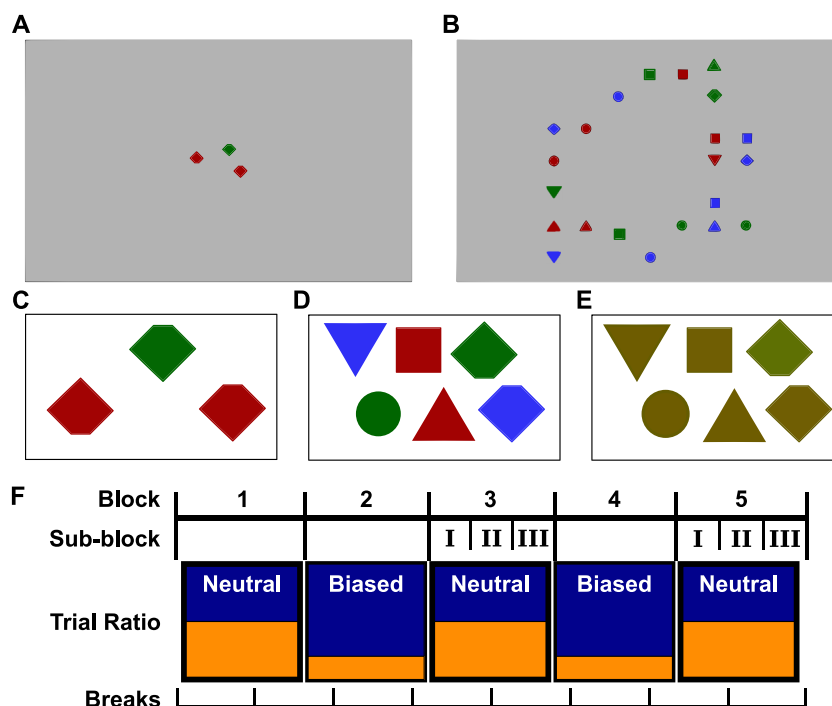 A
B
C
D
E
F
Block 1 2 3 4 5
Sub-block I II III I II III
Neutral Biased Neutral Biased Neutral
Trial Ratio
Breaks